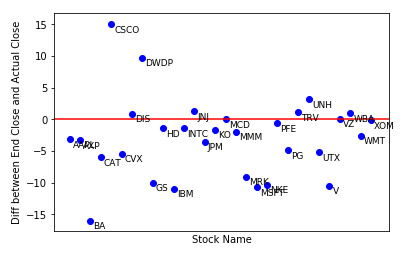 Diff between End Close and Actual Close
15
10
5
0
−5
−10
−15
CSCO
DWDP
UNH
DIS
JNJ
MCD
TRV
VZ
WBA
XOM
HD
INTC
KO
MMM
PFE
AAPL
AXP
JPM
WMT
CAT
CVX
PG
UTX
GS
IBM
MRK
MSFT
NKE
V
BA
Stock Name